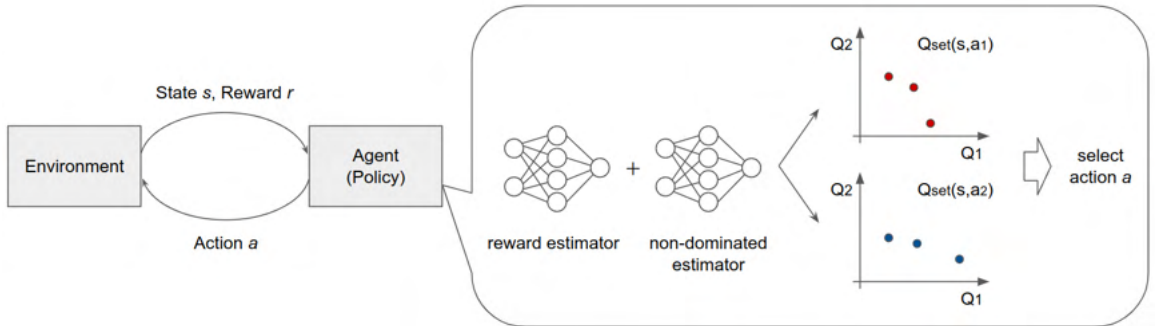 State s, Reward r
Environment
Agent
(Policy)
Action a
reward estimator
+
non-dominated
estimator
Q2
Qset(s,a1)
Q1
Q2
Qset(s,a2)
Q1
select
action a